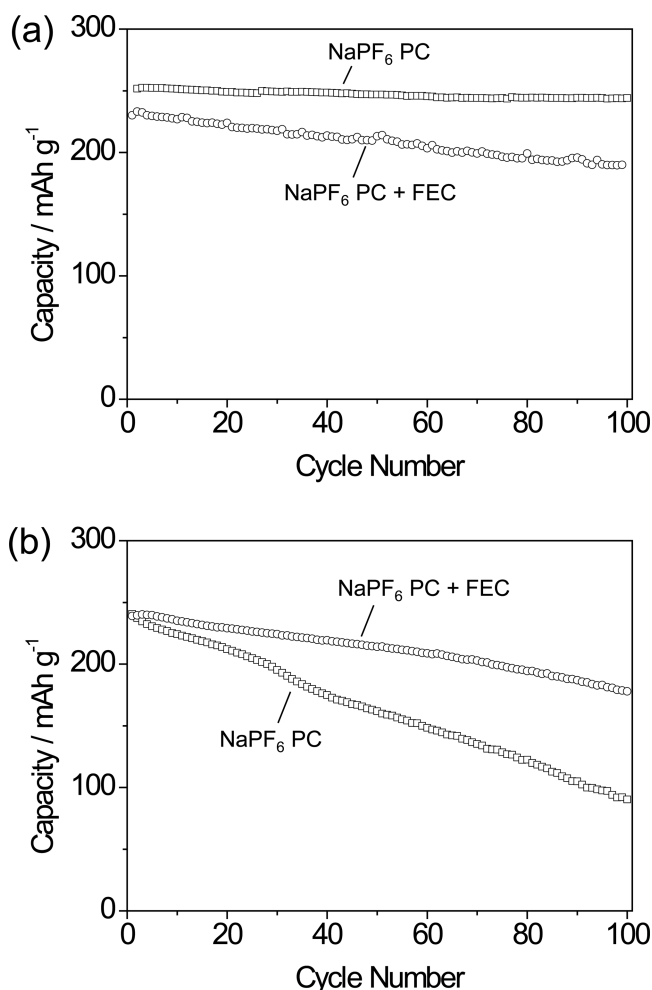 (a)
300
200
100
0
Capacity / mAh g⁻¹
NaPF₆ PC
NaPF₆ PC + FEC
0 20 40 60 80 100
Cycle Number
(b)
300
200
100
0
Capacity / mAh g⁻¹
NaPF₆ PC + FEC
NaPF₆ PC
0 20 40 60 80 100
Cycle Number